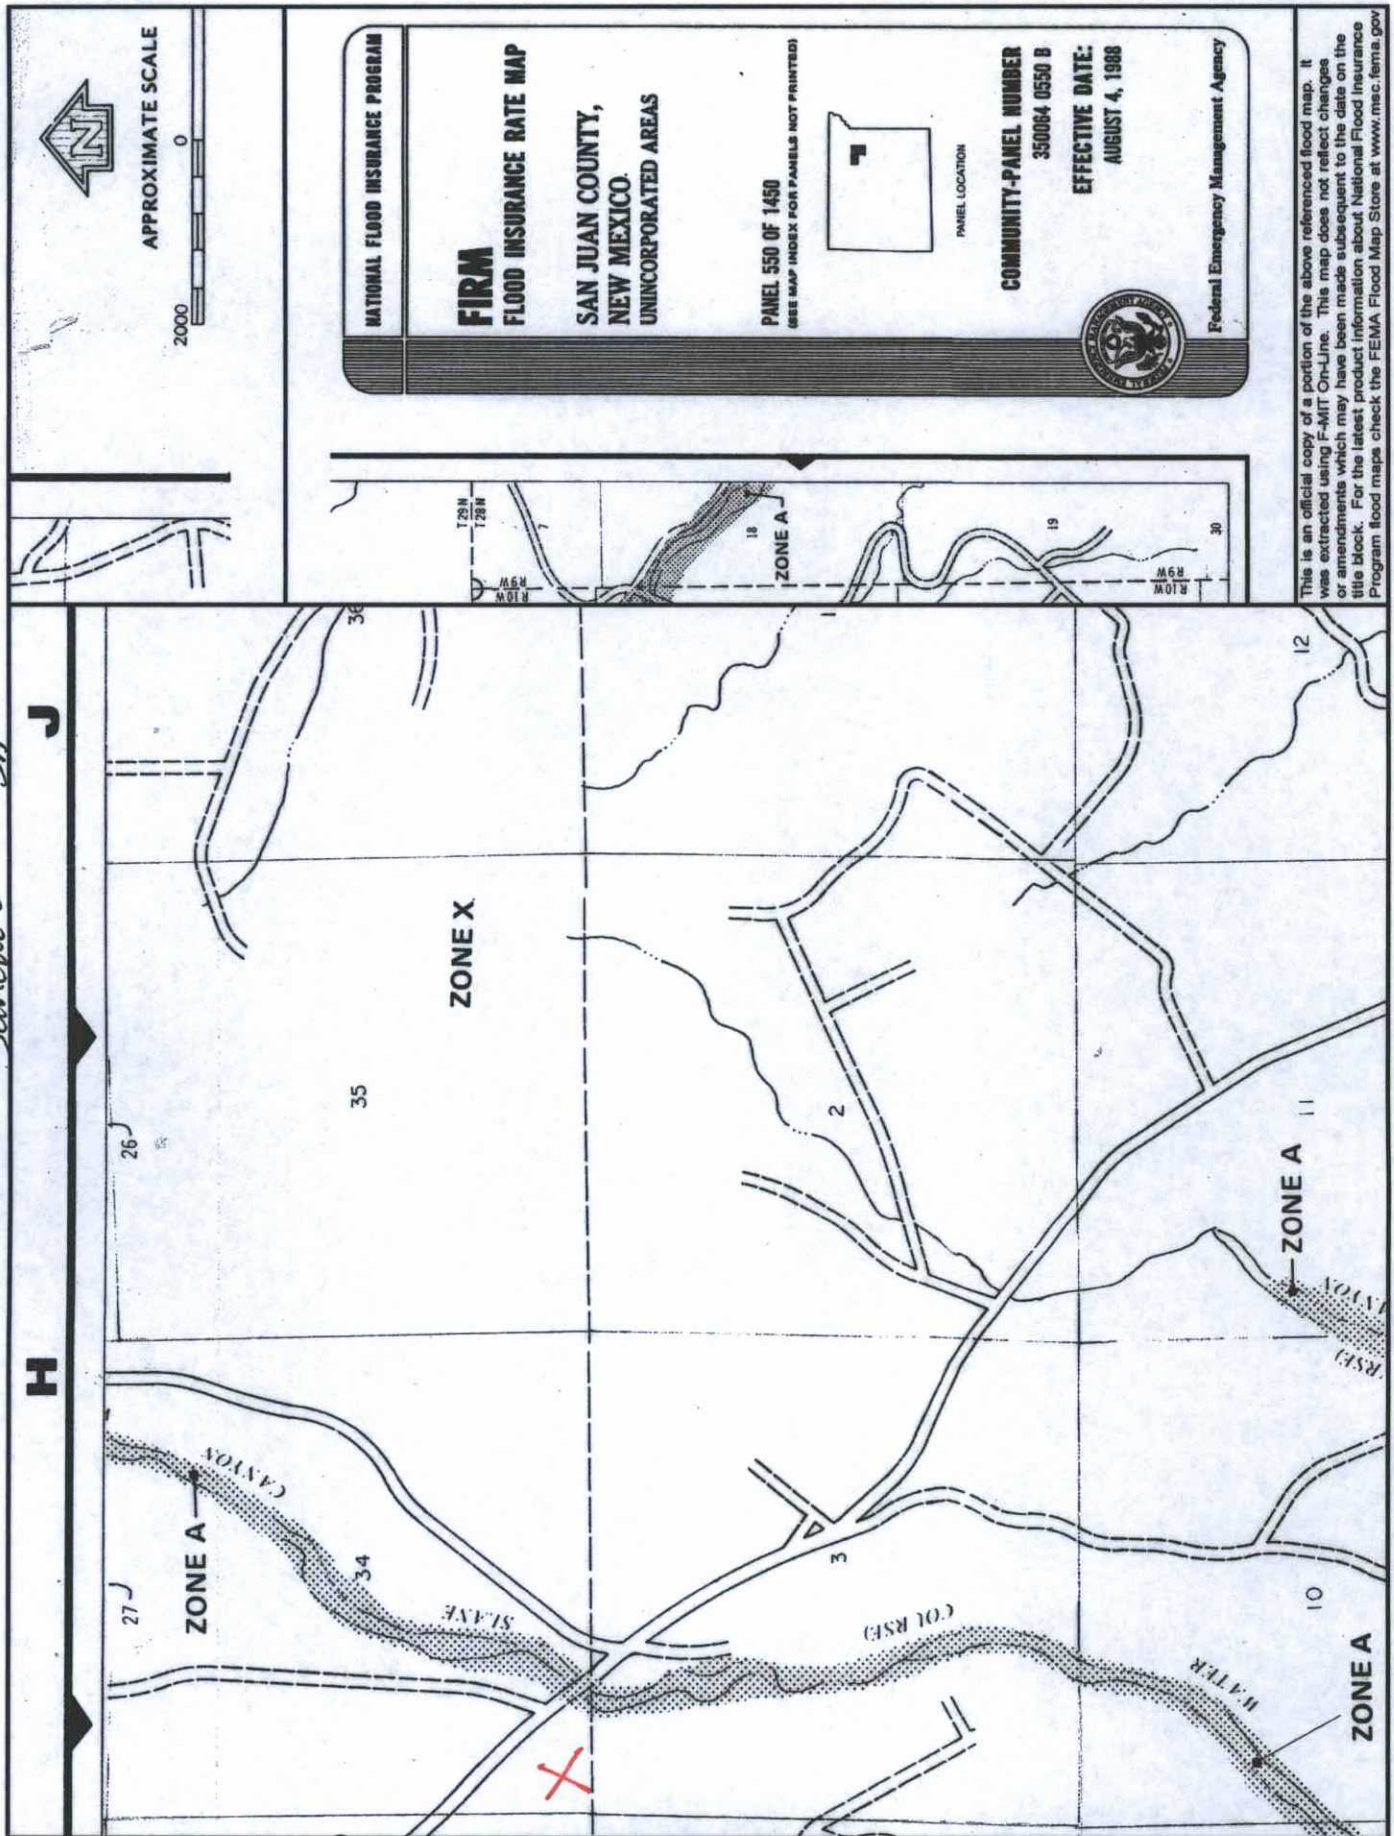 APPROXIMATE SCALE
2000 0
N
NATIONAL FLOOD INSURANCE PROGRAM
FIRM
FLOOD INSURANCE RATE MAP
SAN JUAN COUNTY,
NEW MEXICO.
UNINCORPORATED AREAS
PANEL 550 OF 1450
(SEE MAP INDEX FOR PANELS NOT PRINTED)
PANEL LOCATION
COMMUNITY-PANEL NUMBER
350064 0550 B
EFFECTIVE DATE:
AUGUST 4, 1988
Federal Emergency Management Agency
This is an official copy of a portion of the above referenced flood map. It
was extracted using F-MIT On-Line. This map does not reflect changes
or amendments which may have been made subsequent to the date on the
title block. For the latest product information about National Flood Insurance
Program flood maps check the FEMA Flood Map Store at www.msc.fema.gov
T29N
T28N
R10W
R9W
7
18
ZONE A
19
R10W
R9W
30
H
J
27
26
ZONE A
CANYON
34
35
36
SLANE
ZONE X
3
2
1
COURSE)
WATER
10
ZONE A
ZONE A
11
12